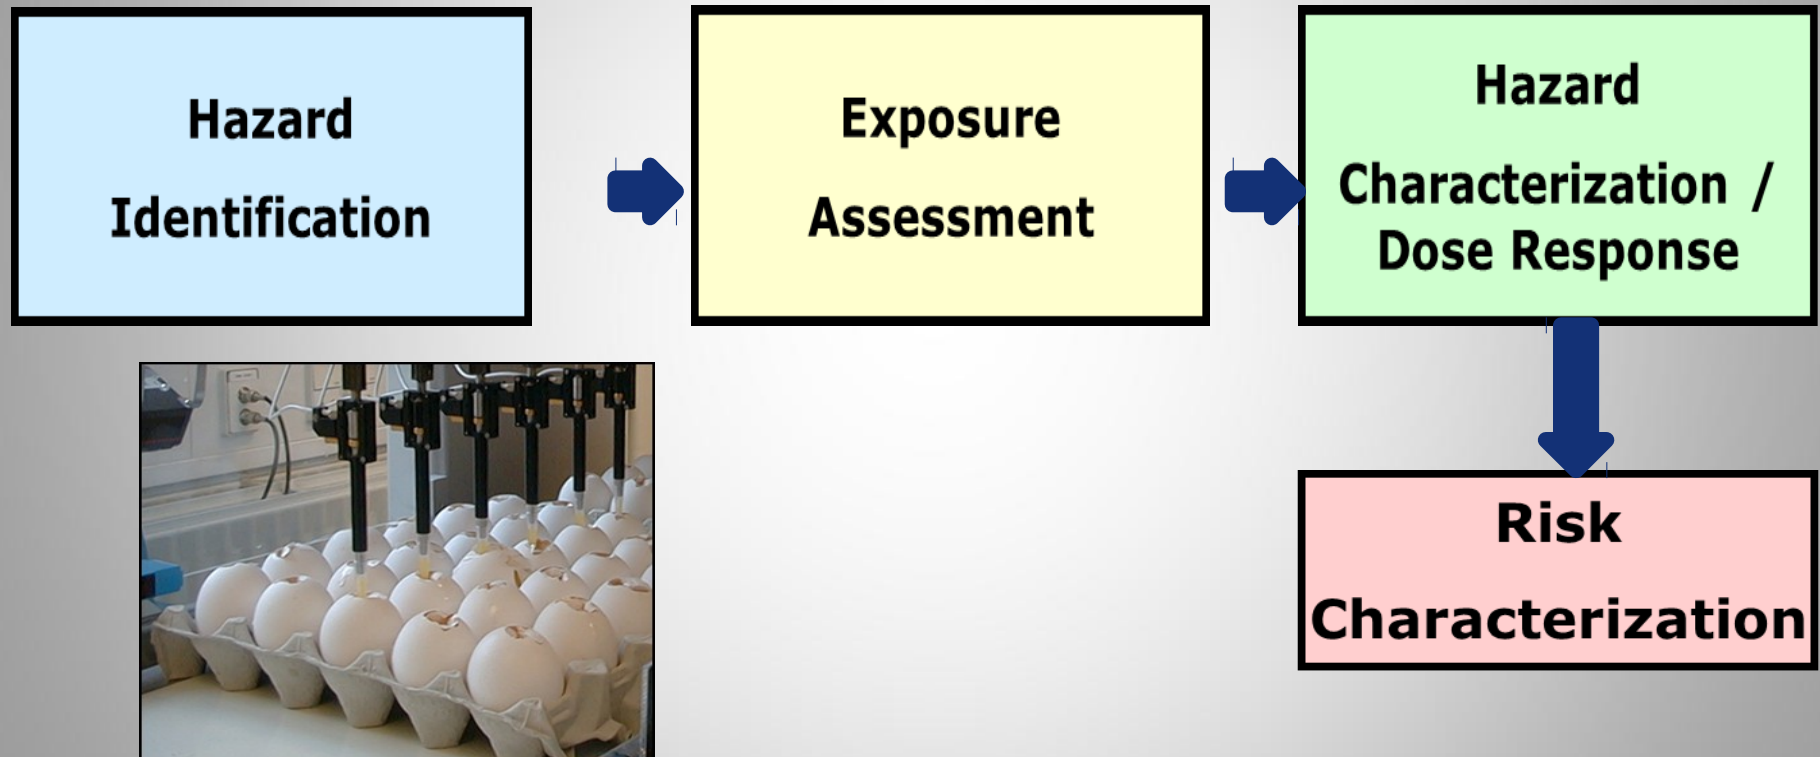 Hazard
Identification
Exposure
Assessment
Hazard
Characterization /
Dose Response
Risk
Characterization